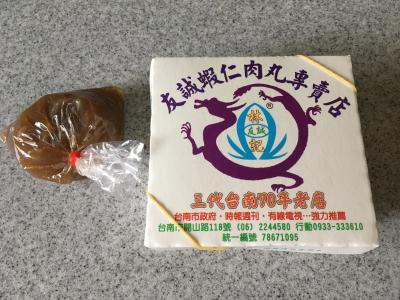 友誠蝦仁肉丸專賣店
®
林
友誠
記
三代台南70年老店
台南市政府·時報週刊·有線電視…強力推薦
台南市開山路118號 (06) 2244580 行動0933-333610
統一編號 78671095